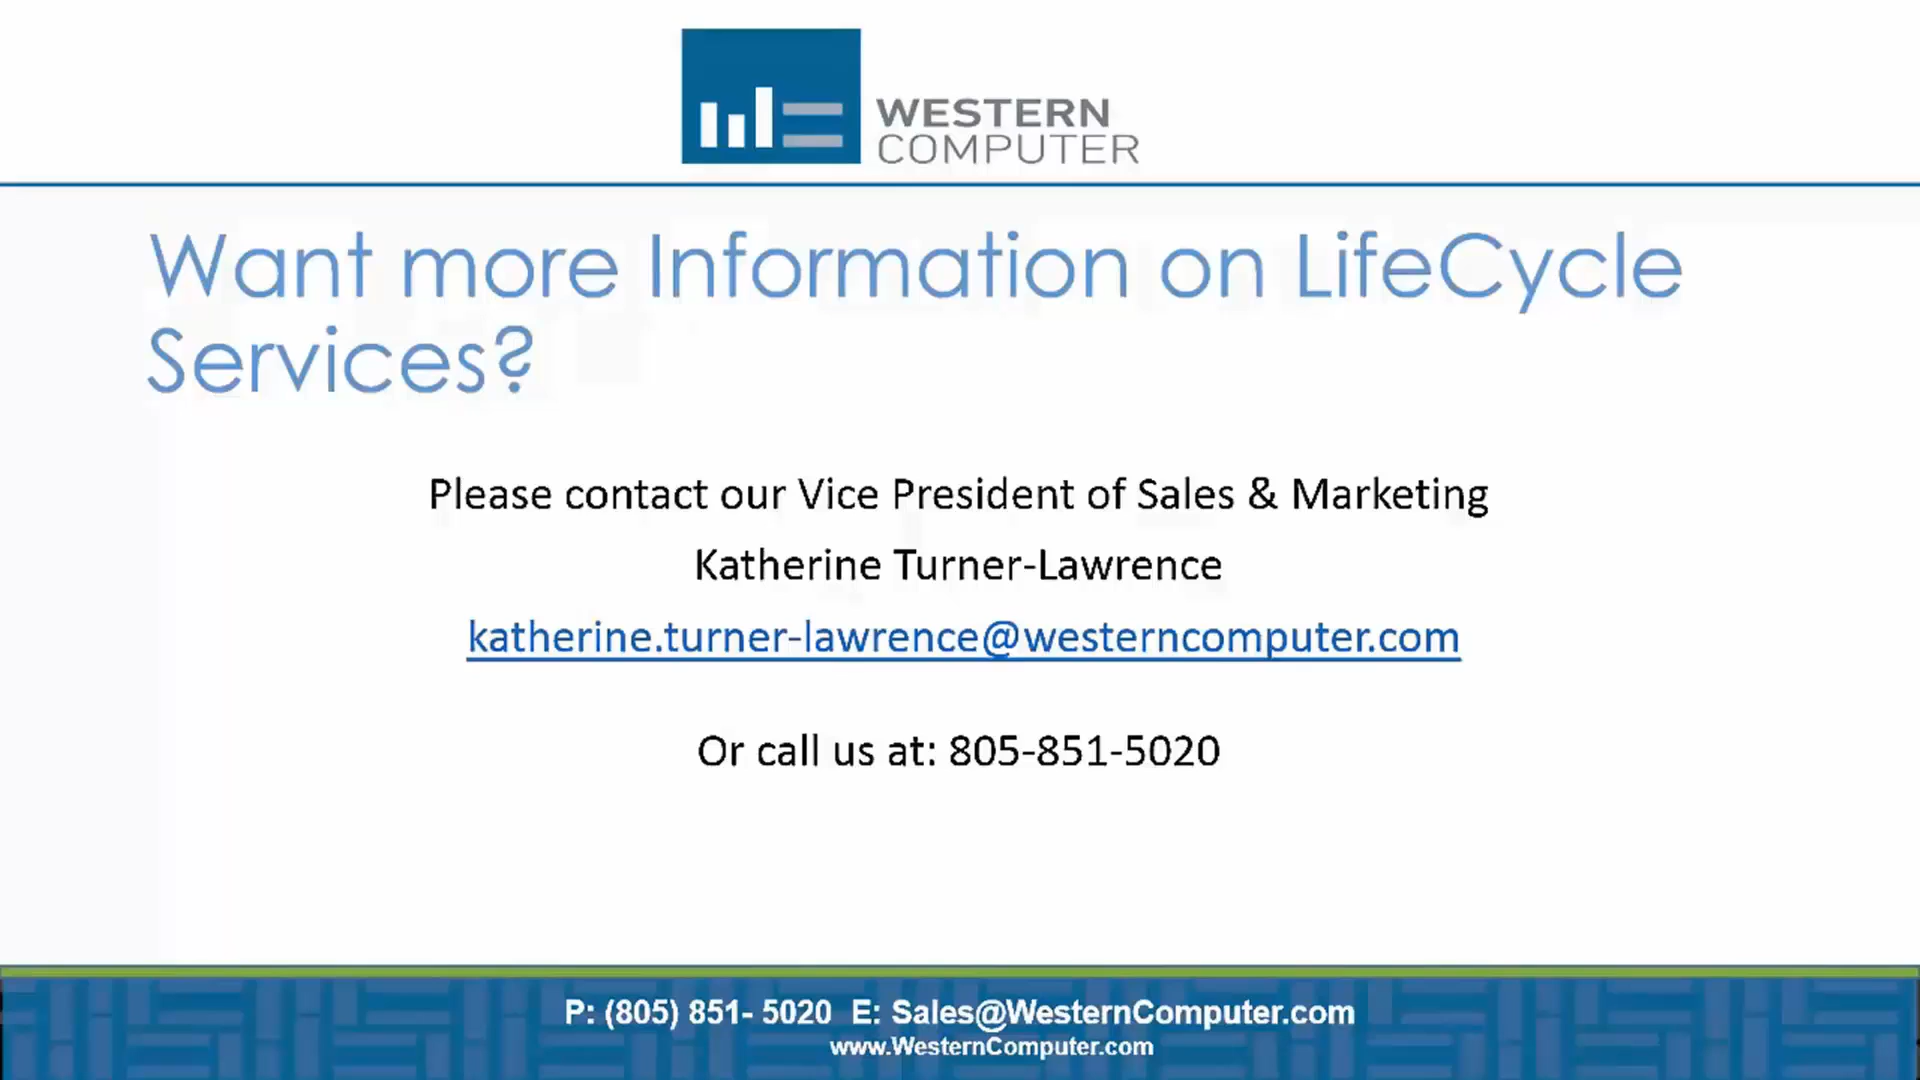 WESTERN
COMPUTER
Want more Information on LifeCycle
Services?
Please contact our Vice President of Sales & Marketing
Katherine Turner-Lawrence
katherine.turner-lawrence@westerncomputer.com
Or call us at: 805-851-5020
P: (805) 851- 5020 E: Sales@WesternComputer.com
www.WesternComputer.com